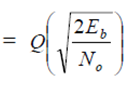 = Q(√(2E_b/N_o))